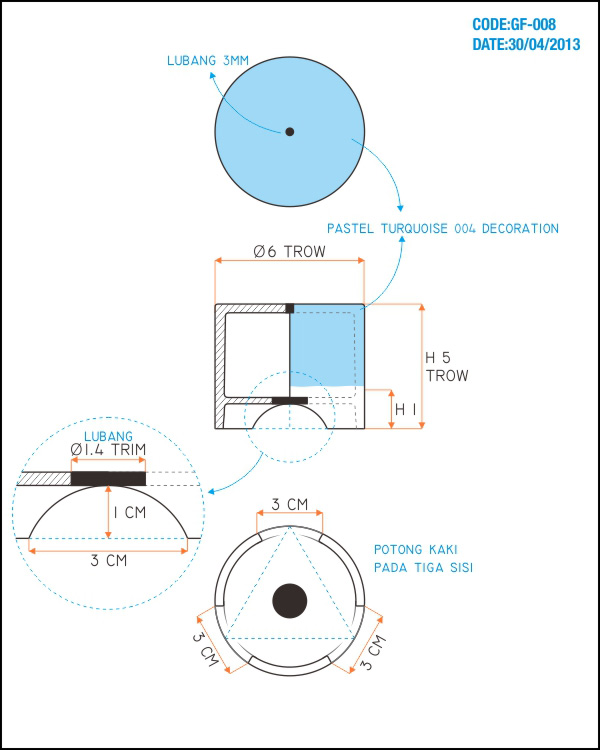 CODE:GF-008
DATE:30/04/2013
LUBANG 3MM
PASTEL TURQUOISE 004 DECORATION
Ø6 TROW
H 5
TROW
H 1
LUBANG
Ø1.4 TRIM
1 CM
3 CM
3 CM
POTONG KAKI
PADA TIGA SISI
3 CM
3 CM